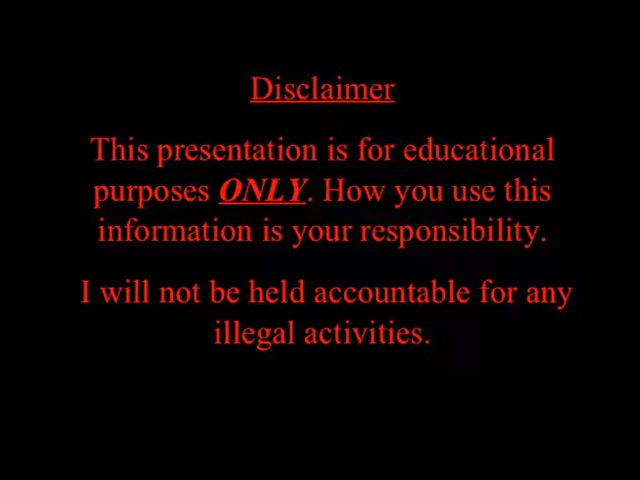 Disclaimer
This presentation is for educational
purposes ONLY. How you use this
information is your responsibility.
I will not be held accountable for any
illegal activities.